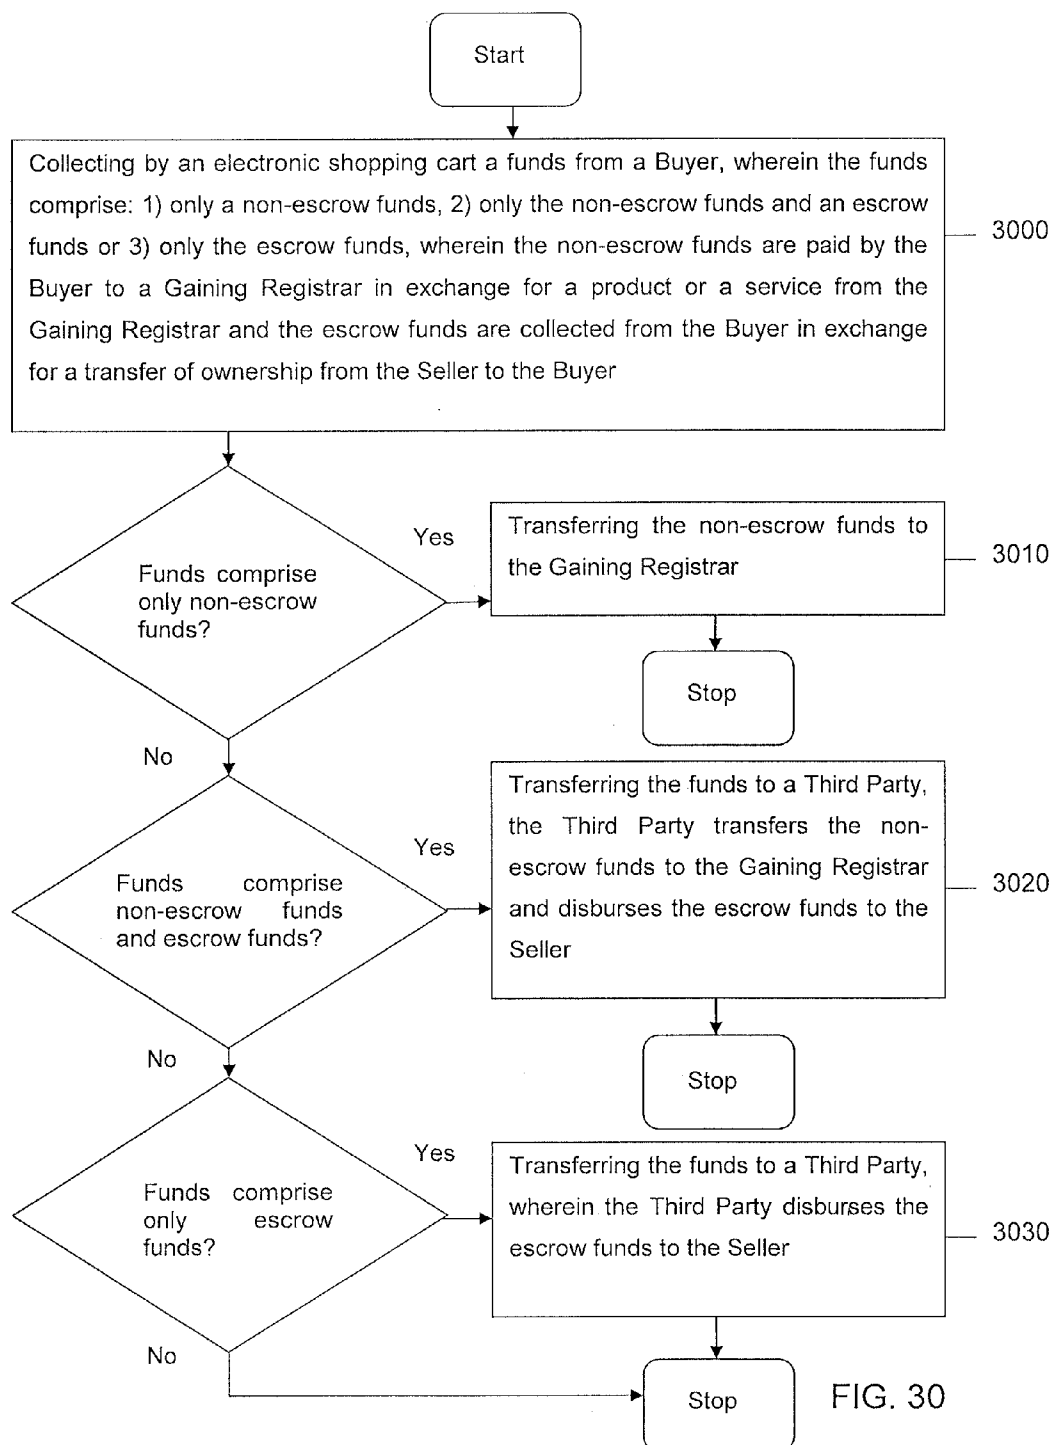 Start
Collecting by an electronic shopping cart a funds from a Buyer, wherein the funds
comprise: 1) only a non-escrow funds, 2) only the non-escrow funds and an escrow
funds or 3) only the escrow funds, wherein the non-escrow funds are paid by the
Buyer to a Gaining Registrar in exchange for a product or a service from the
Gaining Registrar and the escrow funds are collected from the Buyer in exchange
for a transfer of ownership from the Seller to the Buyer
3000
Funds comprise
only non-escrow
funds?
Yes
Transferring the non-escrow funds to
the Gaining Registrar
3010
Stop
No
Funds comprise
non-escrow funds
and escrow funds?
Yes
Transferring the funds to a Third Party,
the Third Party transfers the non-
escrow funds to the Gaining Registrar
and disburses the escrow funds to the
Seller
3020
Stop
No
Funds comprise
only escrow
funds?
Yes
Transferring the funds to a Third Party,
wherein the Third Party disburses the
escrow funds to the Seller
3030
No
Stop
FIG. 30